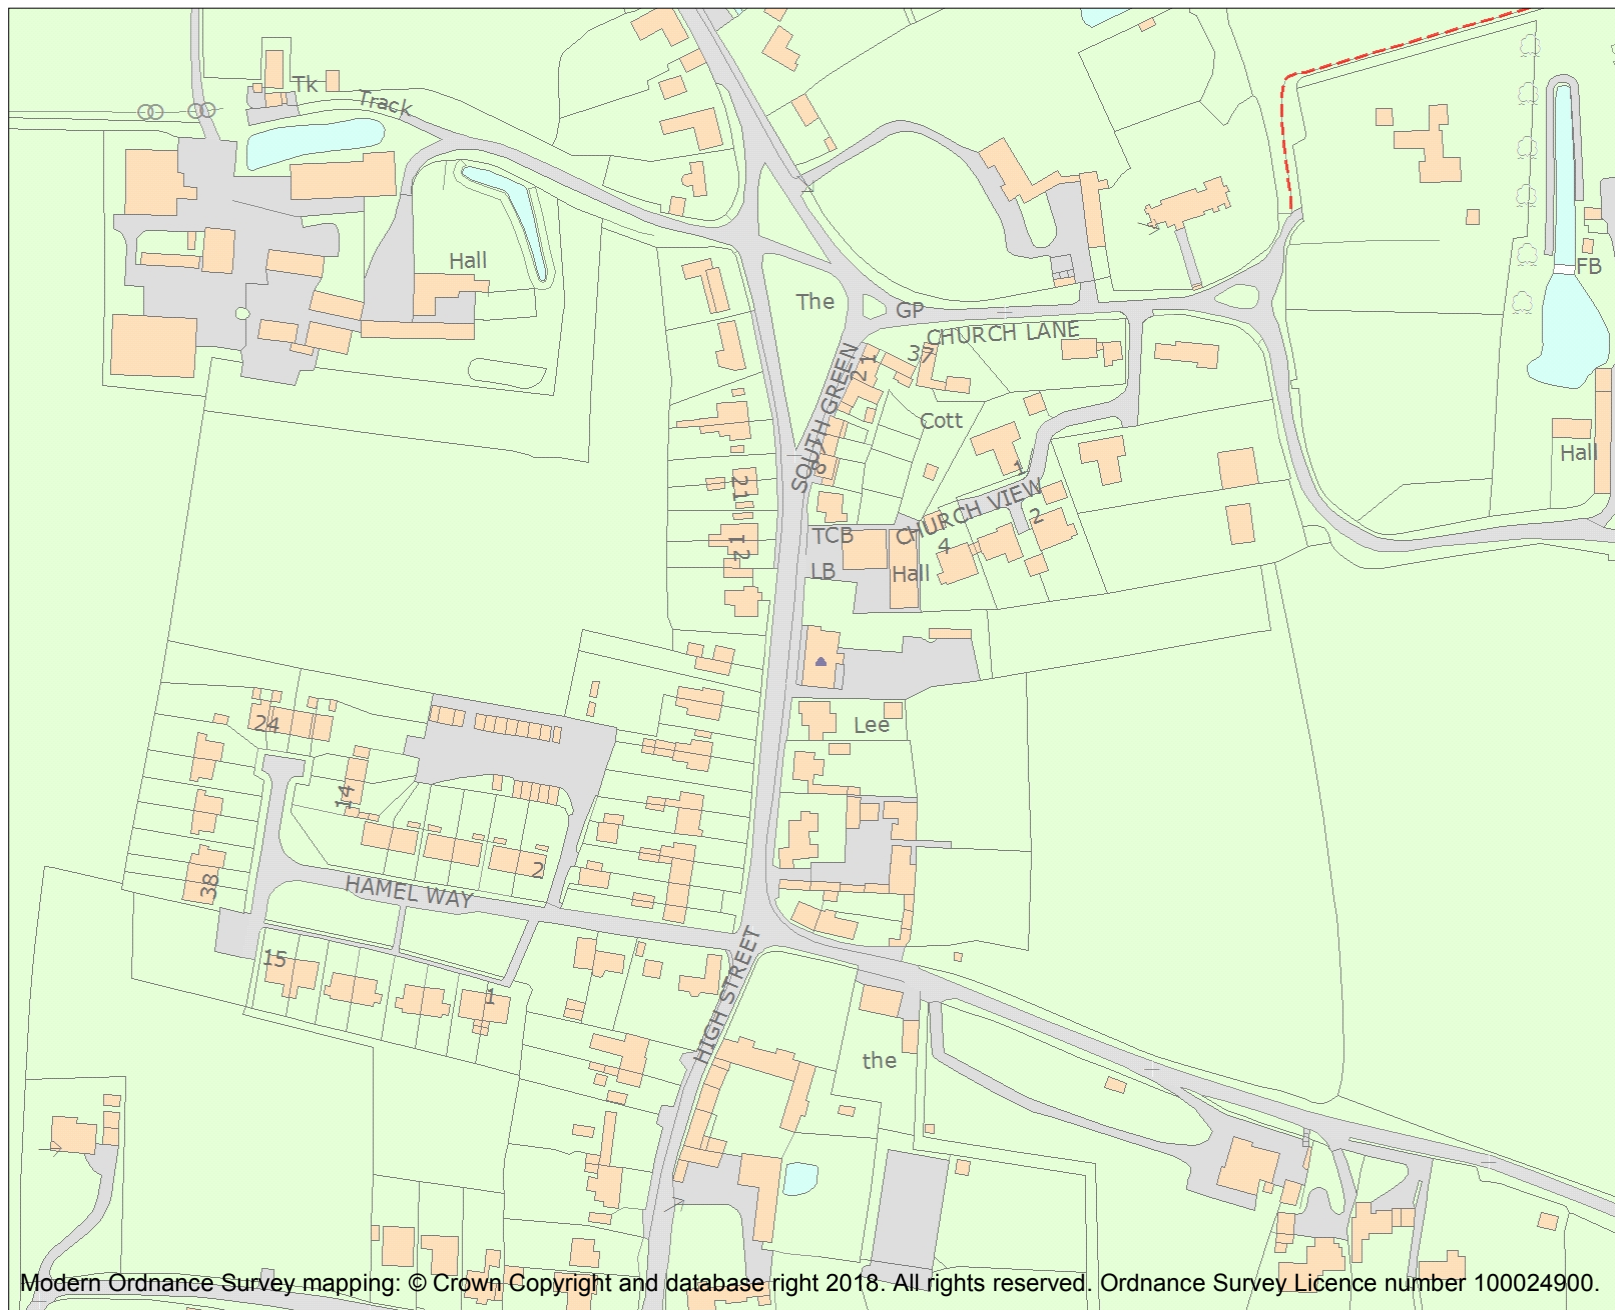 Tk
Track
Hall
The
GP
CHURCH LANE
37
1
2
SOUTH GREEN
8
Cott
FB
Hall
21
12
1
CHURCH VIEW
2
4
TCB
LB
Hall
Lee
24
14
2
38
HAMEL WAY
15
1
HIGH STREET
the
Modern Ordnance Survey mapping: © Crown Copyright and database right 2018. All rights reserved. Ordnance Survey Licence number 100024900.